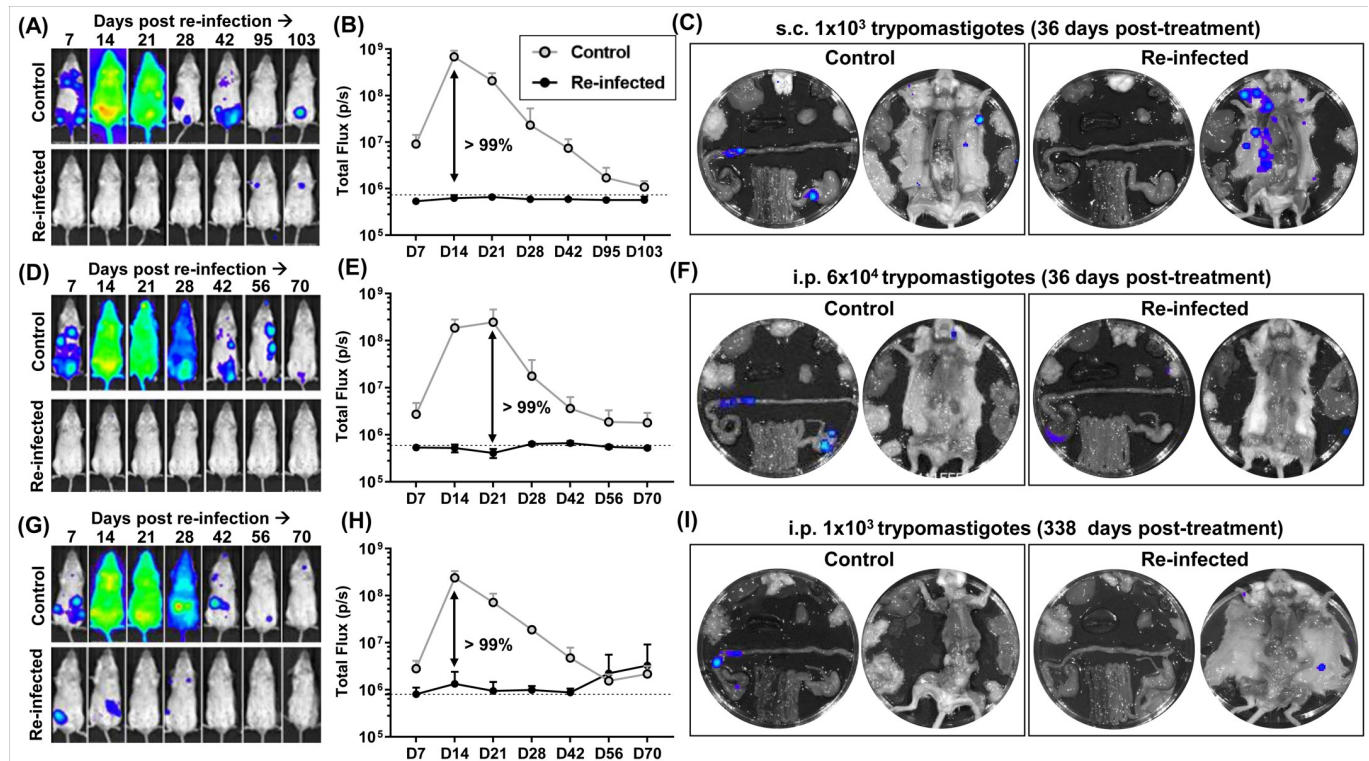 (A)
Days post re-infection →
7 14 21 28 42 95 103
Control
Re-infected
(B)
Total Flux (p/s)
10⁹
10⁸
10⁷
10⁶
10⁵
Control
Re-infected
> 99%
D7 D14 D21 D28 D42 D95 D103
(C)
s.c. 1x10³ trypomastigotes (36 days post-treatment)
Control Re-infected
(D)
Days post re-infection →
7 14 21 28 42 56 70
Control
Re-infected
(E)
Total Flux (p/s)
10⁹
10⁸
10⁷
10⁶
10⁵
> 99%
D7 D14 D21 D28 D42 D56 D70
(F)
i.p. 6x10⁴ trypomastigotes (36 days post-treatment)
Control Re-infected
(G)
Days post re-infection →
7 14 21 28 42 56 70
Control
Re-infected
(H)
Total Flux (p/s)
10⁹
10⁸
10⁷
10⁶
10⁵
> 99%
D7 D14 D21 D28 D42 D56 D70
(I)
i.p. 1x10³ trypomastigotes (338 days post-treatment)
Control Re-infected